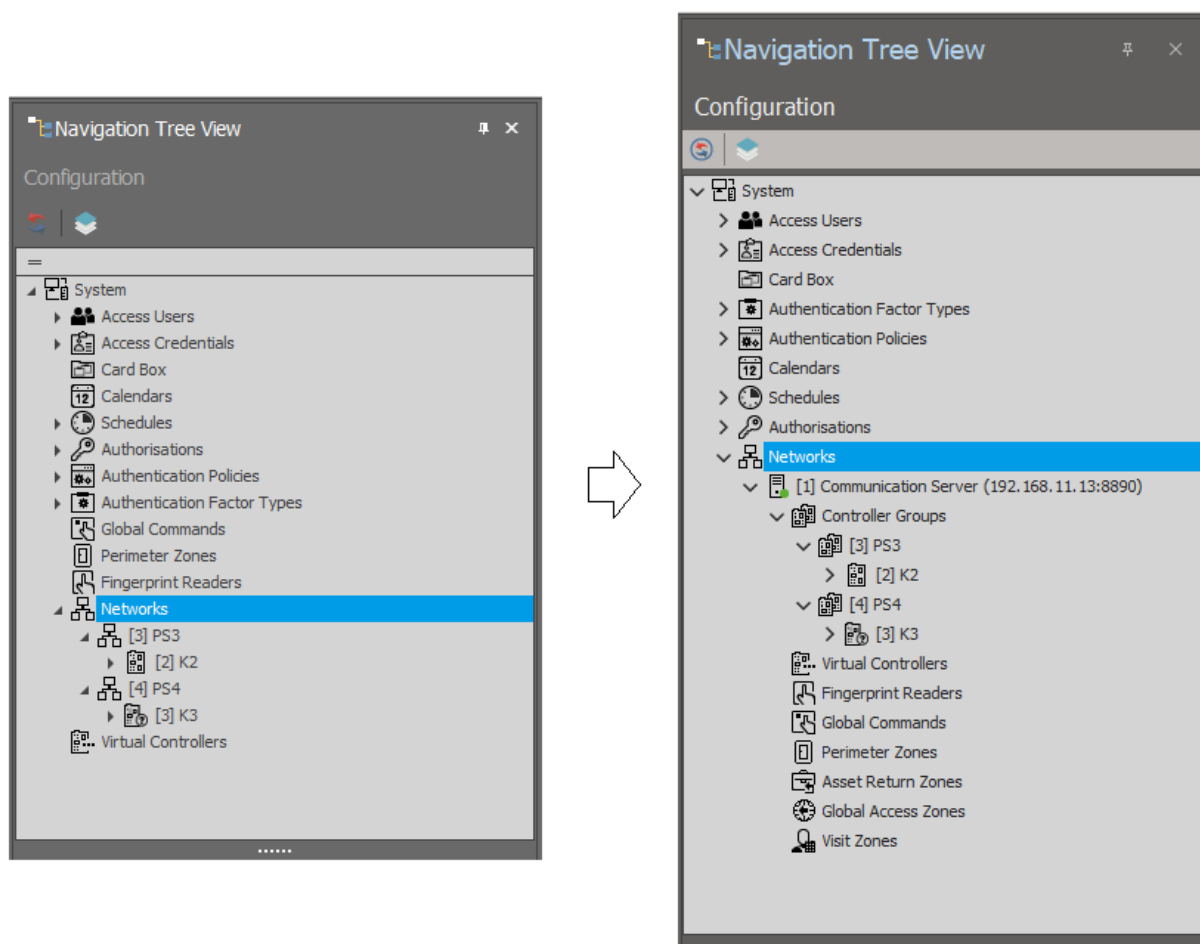 Navigation Tree View
Configuration
System
Access Users
Access Credentials
Card Box
Calendars
Schedules
Authorisations
Authentication Policies
Authentication Factor Types
Global Commands
Perimeter Zones
Fingerprint Readers
Networks
[3] PS3
[2] K2
[4] PS4
[3] K3
Virtual Controllers
Navigation Tree View
Configuration
System
Access Users
Access Credentials
Card Box
Authentication Factor Types
Authentication Policies
Calendars
Schedules
Authorisations
Networks
[1] Communication Server (192.168.11.13:8890)
Controller Groups
[3] PS3
[2] K2
[4] PS4
[3] K3
Virtual Controllers
Fingerprint Readers
Global Commands
Perimeter Zones
Asset Return Zones
Global Access Zones
Visit Zones